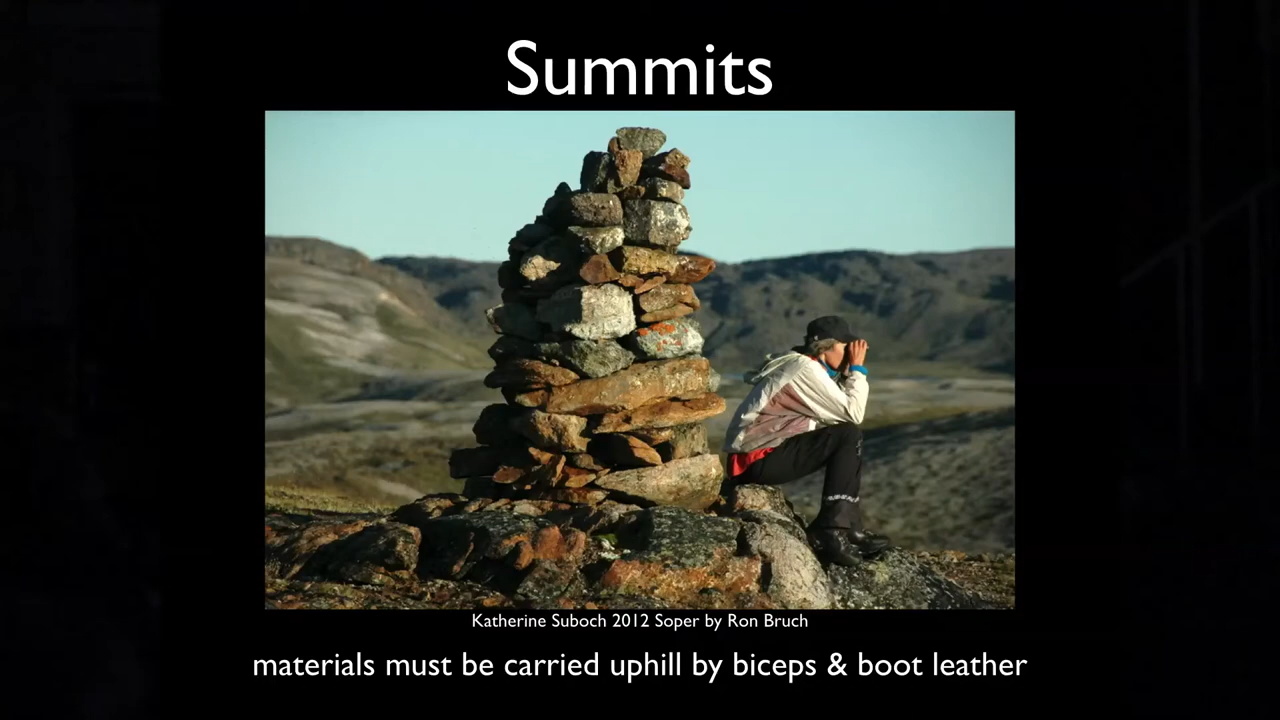 Summits
Katherine Suboch 2012 Soper by Ron Bruch
materials must be carried uphill by biceps & boot leather